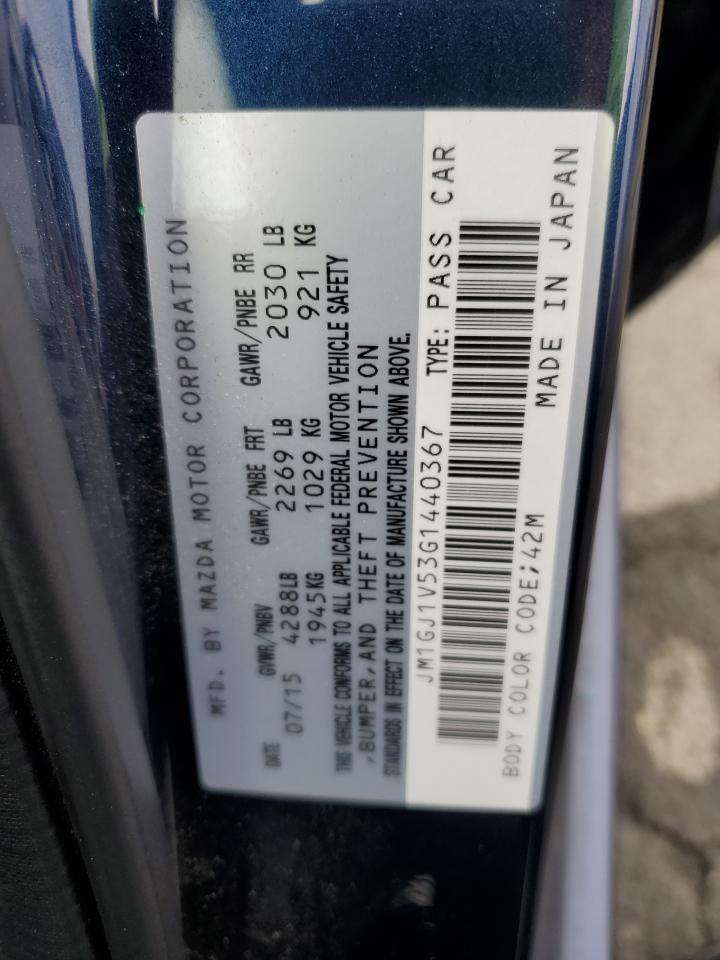 MFD. BY MAZDA MOTOR CORPORATION
DATE GVWR/PNBV GAWR/PNBE FRT GAWR/PNBE RR
07/15 4288LB 2269 LB 2030 LB
1945KG 1029 KG 921 KG
THIS VEHICLE CONFORMS TO ALL APPLICABLE FEDERAL MOTOR VEHICLE SAFETY
,BUMPER,AND THEFT PREVENTION
STANDARDS IN EFFECT ON THE DATE OF MANUFACTURE SHOWN ABOVE.
JM1GJ1V53G1440367 TYPE: PASS CAR
BODY COLOR CODE;42M MADE IN JAPAN